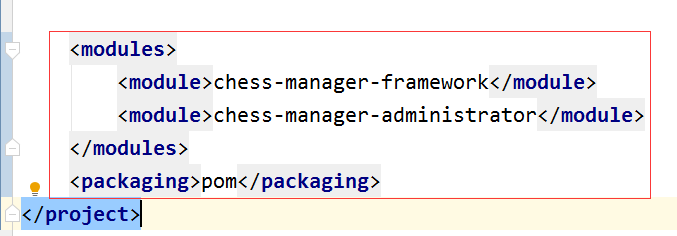 <modules>
<module>chess-manager-framework</module>
<module>chess-manager-administrator</module>
</modules>
<packaging>pom</packaging>
</project>